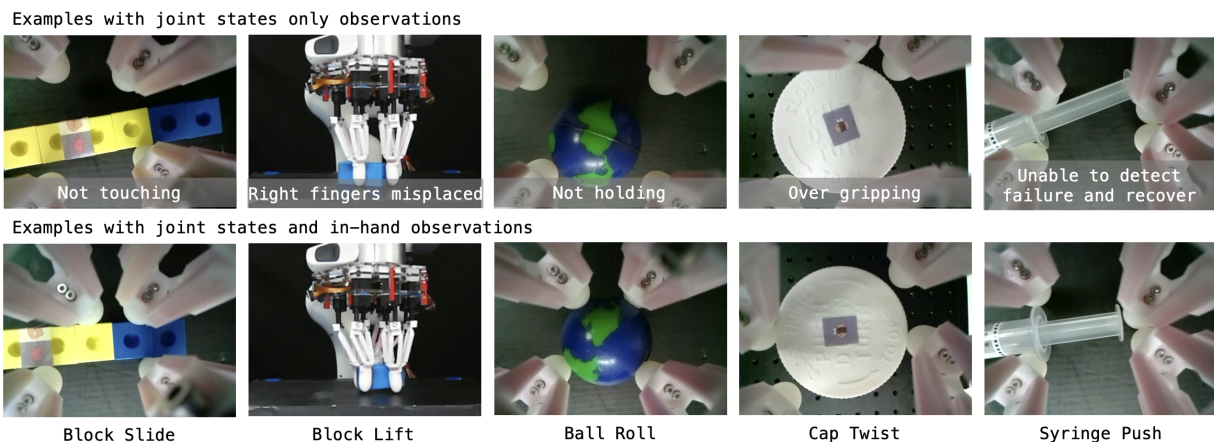 Examples with joint states only observations
Not touching
Right fingers misplaced
Not holding
Over gripping
Unable to detect
failure and recover
Examples with joint states and in-hand observations
Block Slide
Block Lift
Ball Roll
Cap Twist
Syringe Push